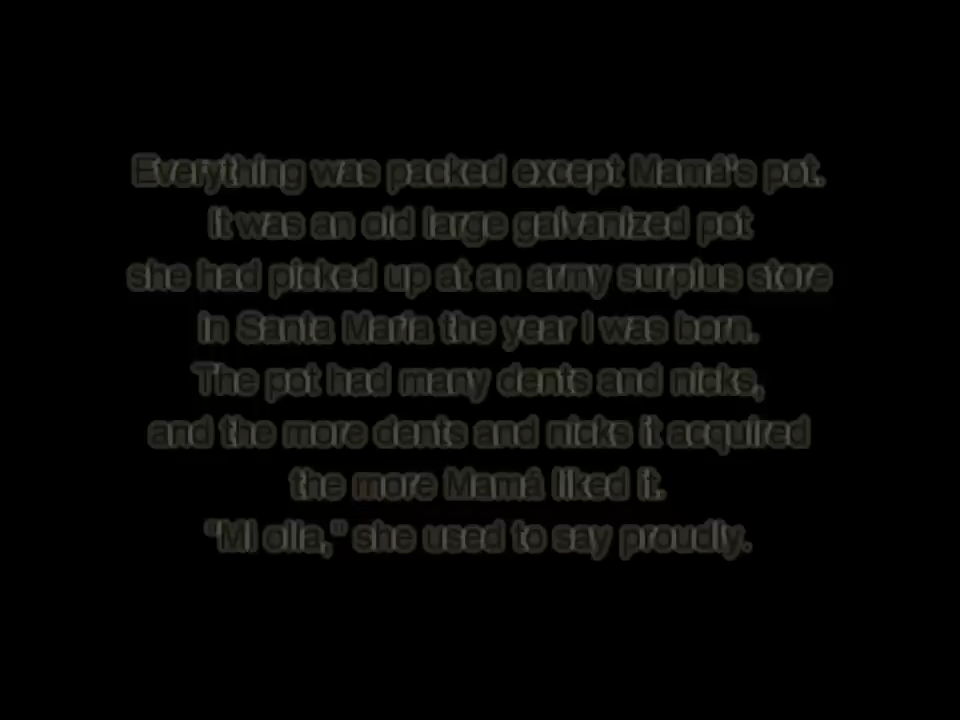 Everything was packed except Mamá's pot.
It was an old large galvanized pot
she had picked up at an army surplus store
in Santa Maria the year I was born.
The pot had many dents and nicks,
and the more dents and nicks it acquired
the more Mamá liked it.
"Mi olla," she used to say proudly.